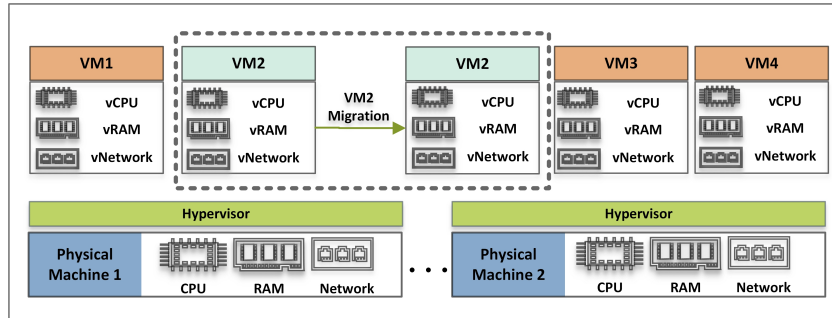 VM1
VM2
VM2
VM3
VM4
vCPU
vRAM
vNetwork
vCPU
vRAM
vNetwork
VM2
Migration
vCPU
vRAM
vNetwork
vCPU
vRAM
vNetwork
vCPU
vRAM
vNetwork
Hypervisor
Hypervisor
Physical
Machine 1
CPU
RAM
Network
Physical
Machine 2
CPU
RAM
Network